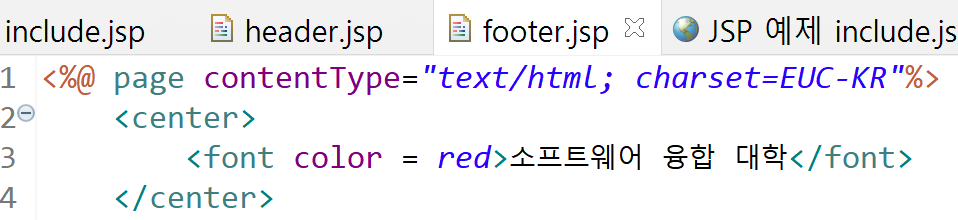 include.jsp header.jsp footer.jsp JSP 예제 include.js
1 <%@ page contentType="text/html; charset=EUC-KR"%>
2 <center>
3 <font color = red>소프트웨어 융합 대학</font>
4 </center>